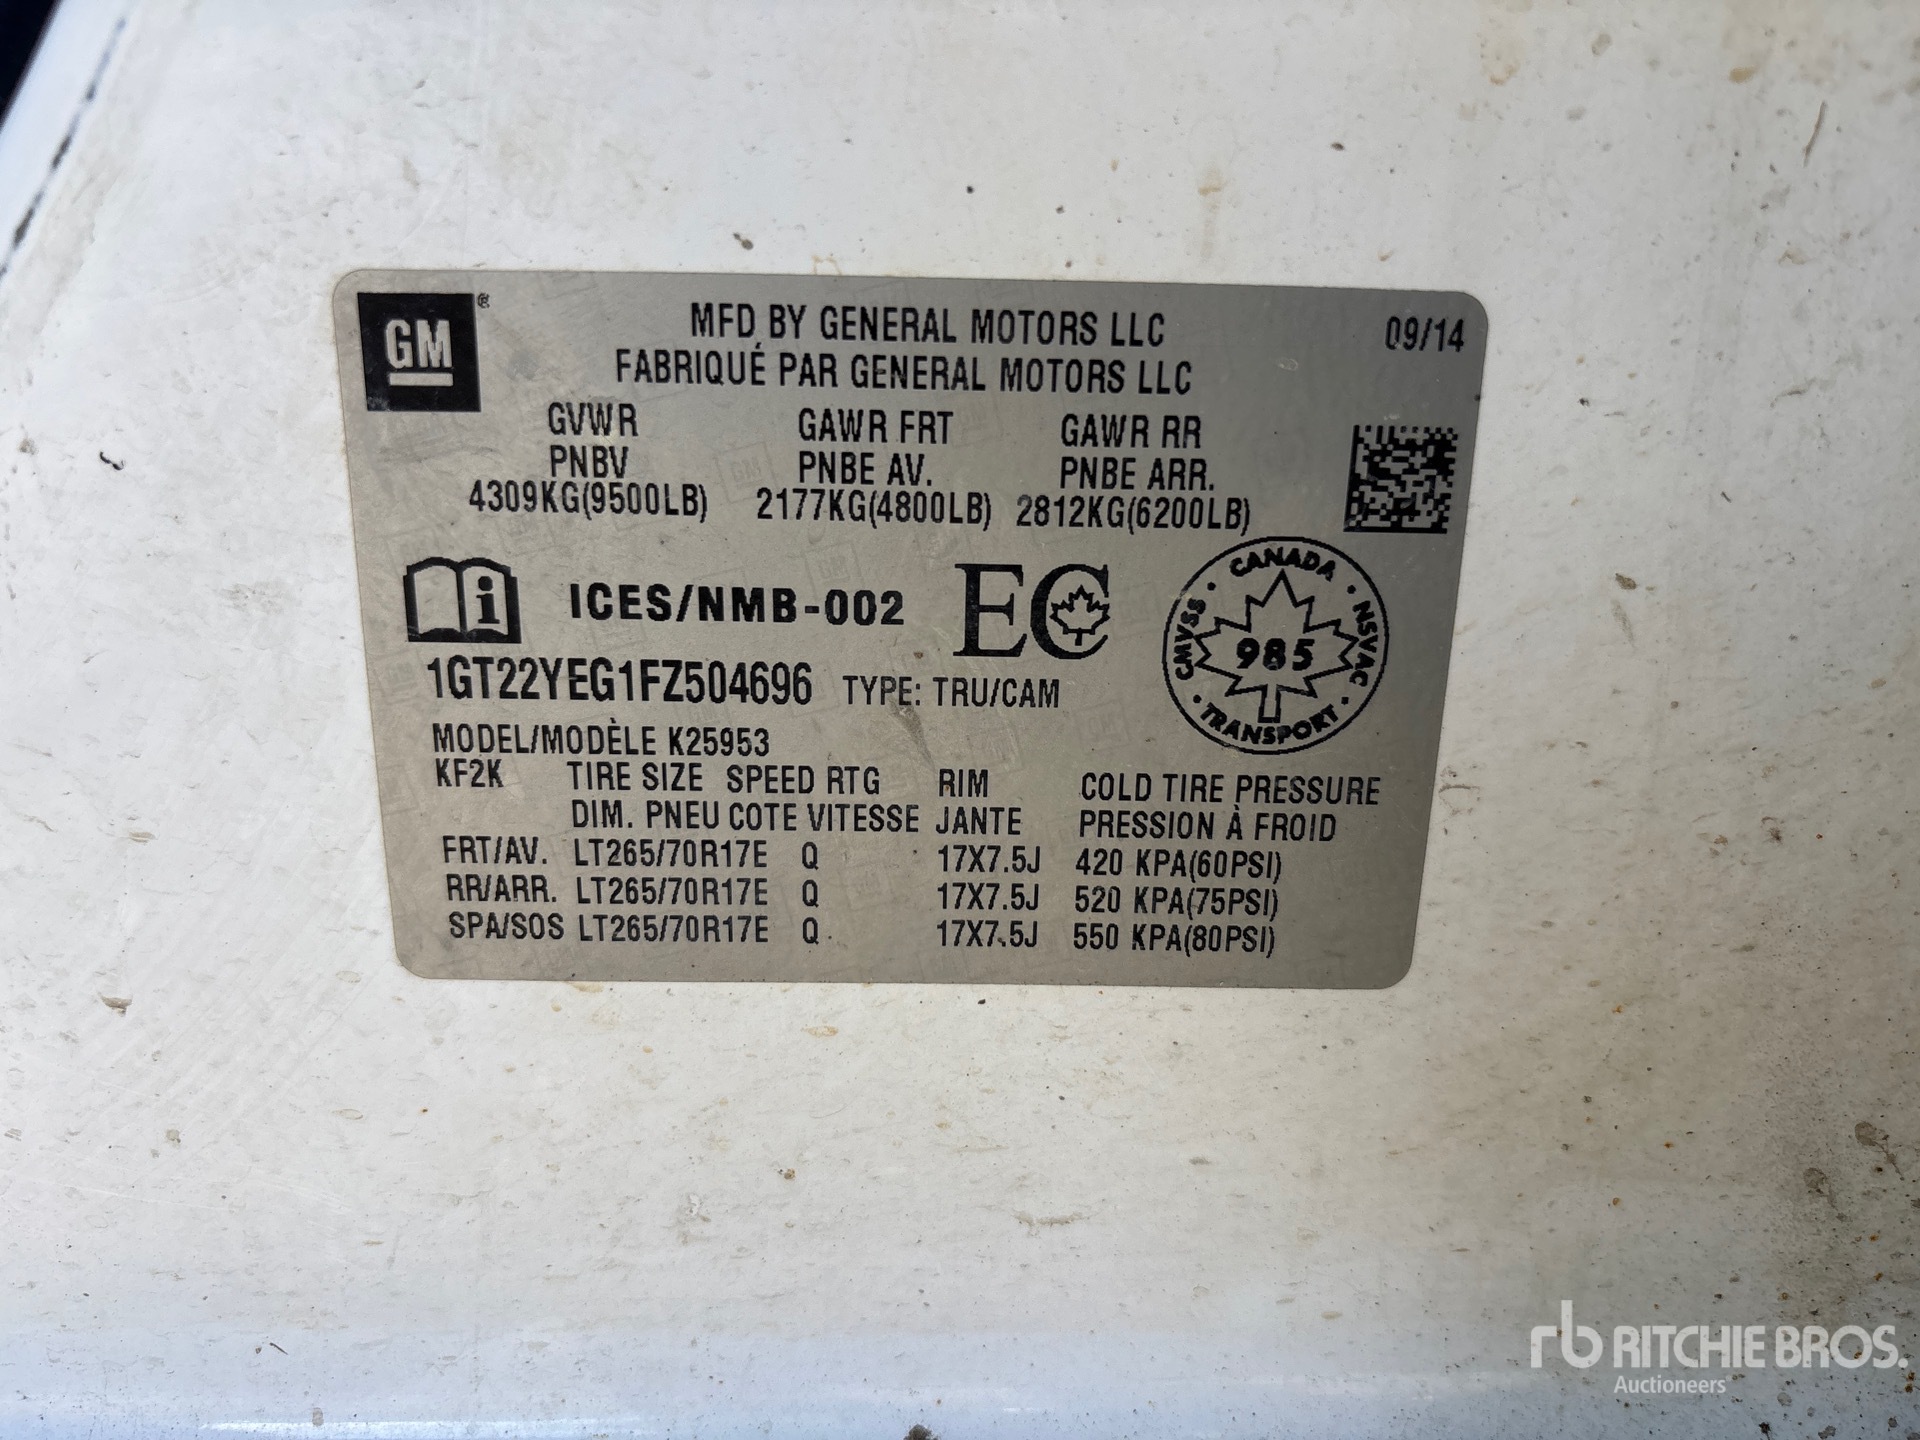 GM®
MFD BY GENERAL MOTORS LLC
09/14
FABRIQUÉ PAR GENERAL MOTORS LLC
GVWR GAWR FRT GAWR RR
PNBV PNBE AV. PNBE ARR.
4309KG(9500LB) 2177KG(4800LB) 2812KG(6200LB)
i ICES/NMB-002 EC
CANADA
CMVSS 985 NSVAC
TRANSPORT
1GT22YEG1FZ504696 TYPE: TRU/CAM
MODEL/MODÈLE K25953
KF2K TIRE SIZE SPEED RTG RIM COLD TIRE PRESSURE
DIM. PNEU COTE VITESSE JANTE PRESSION À FROID
FRT/AV. LT265/70R17E Q 17X7.5J 420 KPA(60PSI)
RR/ARR. LT265/70R17E Q 17X7.5J 520 KPA(75PSI)
SPA/SOS LT265/70R17E Q 17X7.5J 550 KPA(80PSI)
rb RITCHIE BROS.
Auctioneers